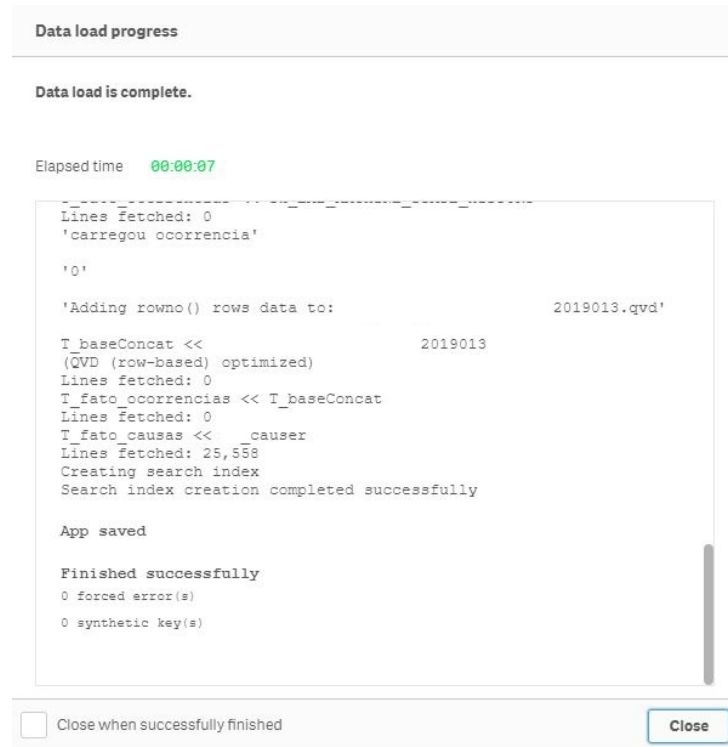 Data load progress
Data load is complete.
Elapsed time 00:00:07
Lines fetched: 0
'carregou ocorrencia'
'0'
'Adding rowno() rows data to: 2019013.qvd'
T_baseConcat << 2019013
(QVD (row-based) optimized)
Lines fetched: 0
T_fato_ocorrencias << T_baseConcat
Lines fetched: 0
T_fato_causas << _causer
Lines fetched: 25,558
Creating search index
Search index creation completed successfully
App saved
Finished successfully
0 forced error(s)
0 synthetic key(s)
Close when successfully finished
Close